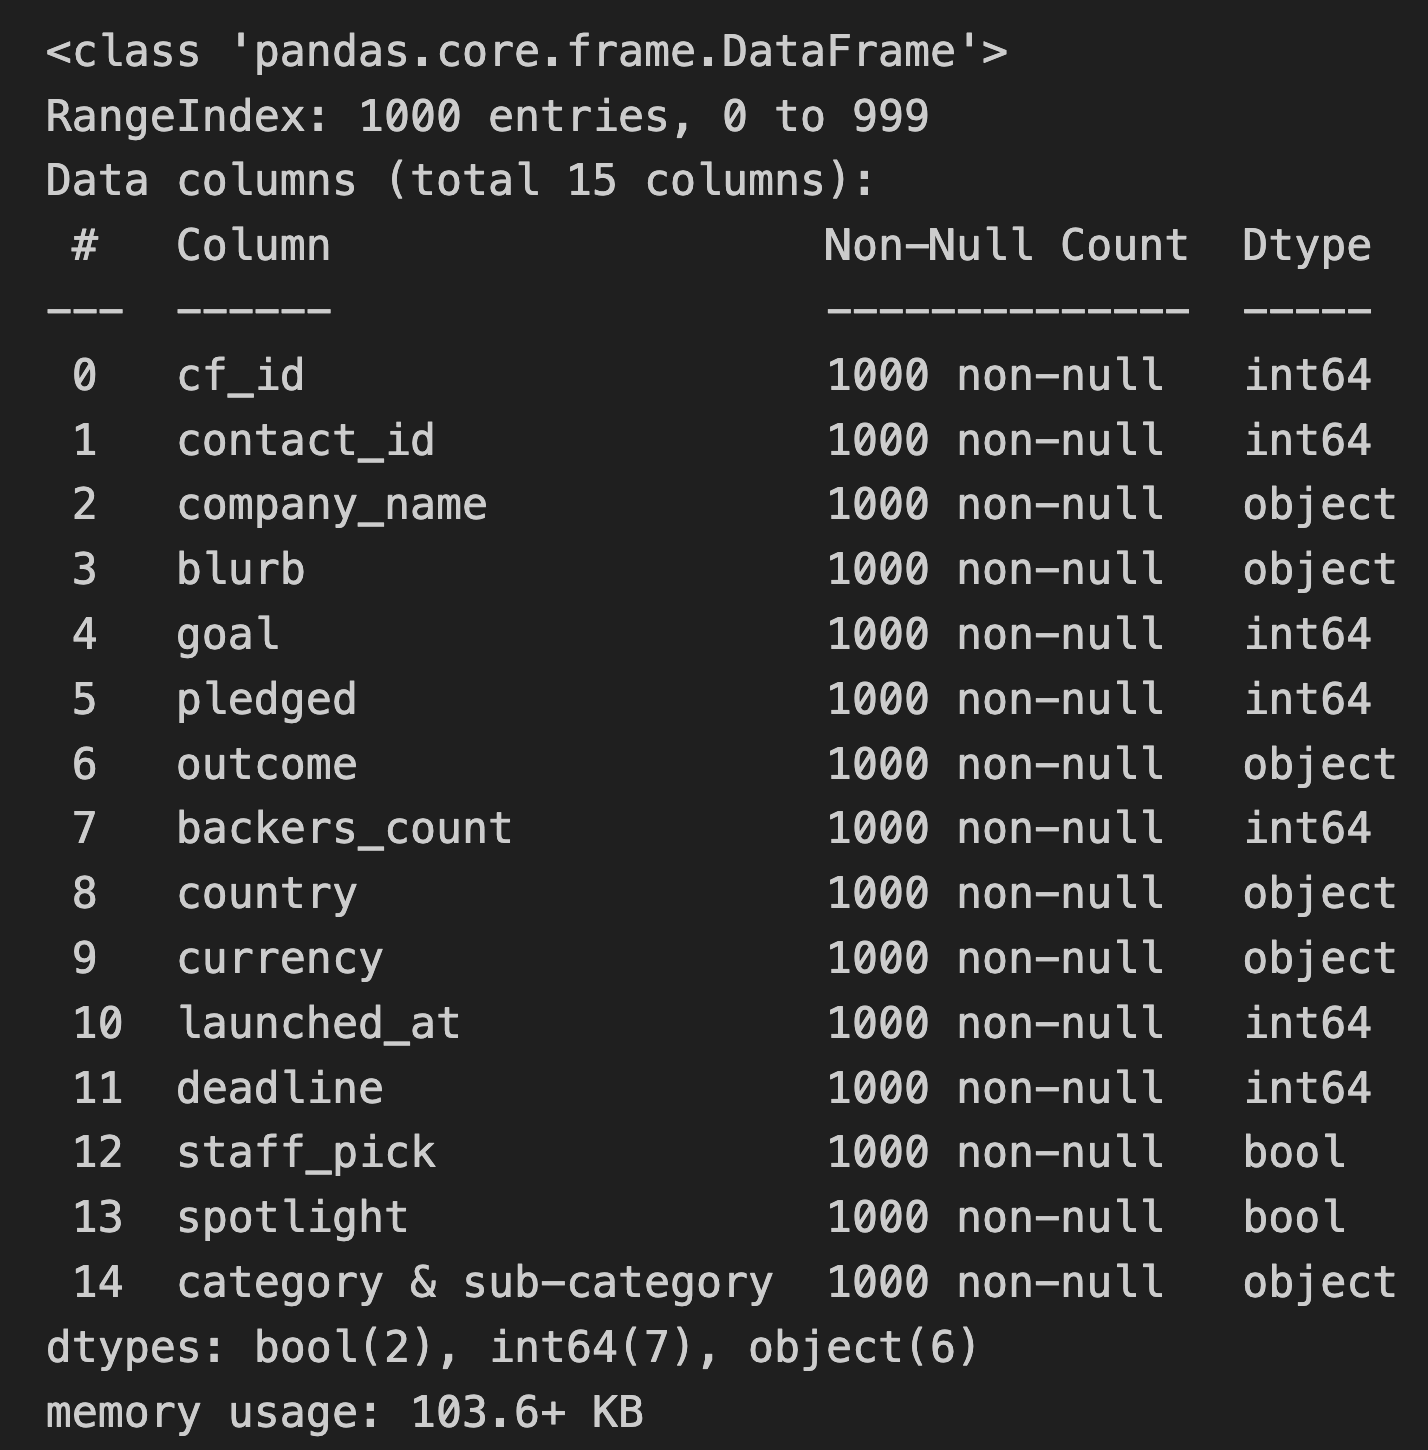 <class 'pandas.core.frame.DataFrame'>
RangeIndex: 1000 entries, 0 to 999
Data columns (total 15 columns):
 #   Column                   Non-Null Count  Dtype
---  ------                   --------------  -----
 0   cf_id                    1000 non-null   int64
 1   contact_id               1000 non-null   int64
 2   company_name             1000 non-null   object
 3   blurb                    1000 non-null   object
 4   goal                     1000 non-null   int64
 5   pledged                  1000 non-null   int64
 6   outcome                  1000 non-null   object
 7   backers_count            1000 non-null   int64
 8   country                  1000 non-null   object
 9   currency                 1000 non-null   object
 10  launched_at              1000 non-null   int64
 11  deadline                 1000 non-null   int64
 12  staff_pick               1000 non-null   bool
 13  spotlight                1000 non-null   bool
 14  category & sub-category  1000 non-null   object
dtypes: bool(2), int64(7), object(6)
memory usage: 103.6+ KB